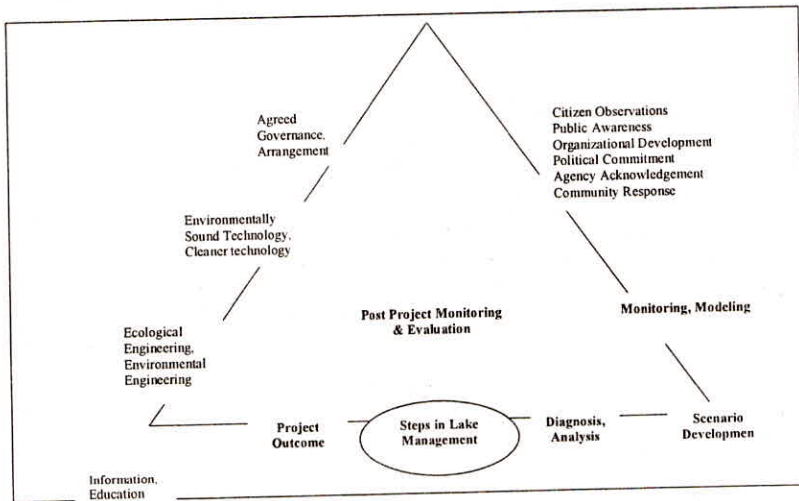 Agreed
Governance,
Arrangement
Citizen Observations
Public Awareness
Organizational Development
Political Commitment
Agency Acknowledgement
Community Response
Environmentally
Sound Technology,
Cleaner technology
Post Project Monitoring
& Evaluation
Monitoring, Modeling
Ecological
Engineering,
Environmental
Engineering
Project
Outcome
Steps in Lake
Management
Diagnosis,
Analysis
Scenario
Developmen
Information,
Education